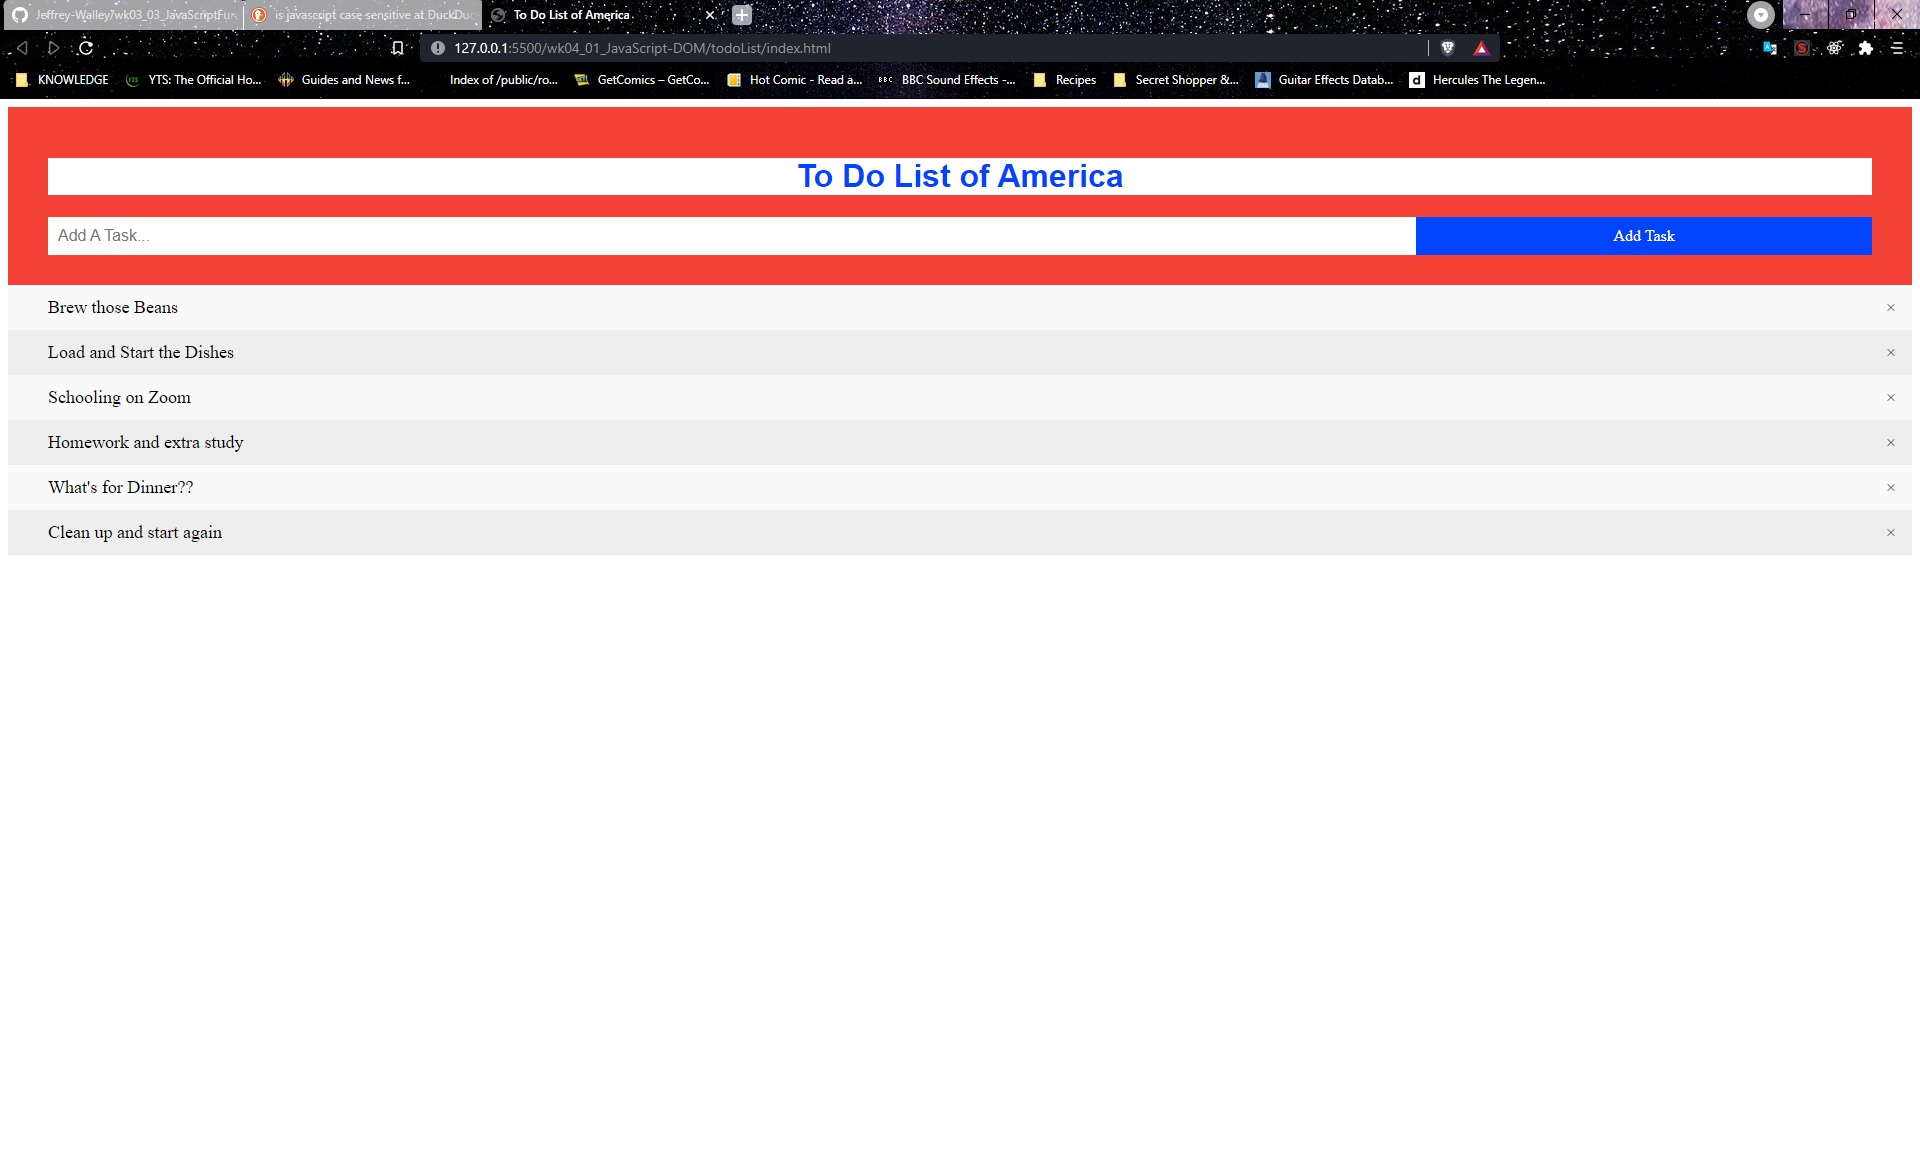 Jeffrey-Walley/wk03_03_JavaScriptFun
is javascript case sensitive at DuckDuc
To Do List of America
127.0.0.1:5500/wk04_01_JavaScript-DOM/todoList/index.html
KNOWLEDGE
YTS: The Official Ho...
Guides and News f...
Index of /public/ro...
GetComics – GetCo...
Hot Comic - Read a...
BBC Sound Effects -...
Recipes
Secret Shopper &...
Guitar Effects Datab...
Hercules The Legen...
To Do List of America
Add A Task...
Add Task
Brew those Beans ×
Load and Start the Dishes ×
Schooling on Zoom ×
Homework and extra study ×
What's for Dinner?? ×
Clean up and start again ×